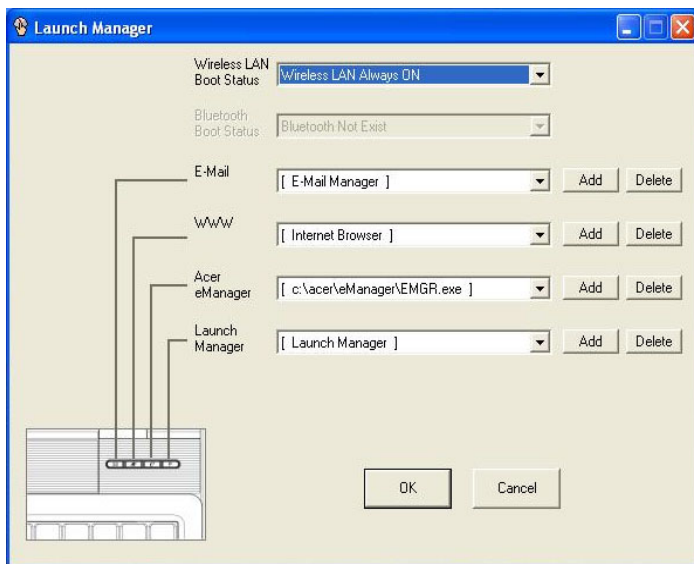 Launch Manager
Wireless LAN
Boot Status
Wireless LAN Always ON
Bluetooth
Boot Status
Bluetooth Not Exist
E-Mail
[ E-Mail Manager ]
Add
Delete
WWW
[ Internet Browser ]
Add
Delete
Acer
eManager
[ c:\acer\eManager\EMGR.exe ]
Add
Delete
Launch
Manager
[ Launch Manager ]
Add
Delete
OK
Cancel